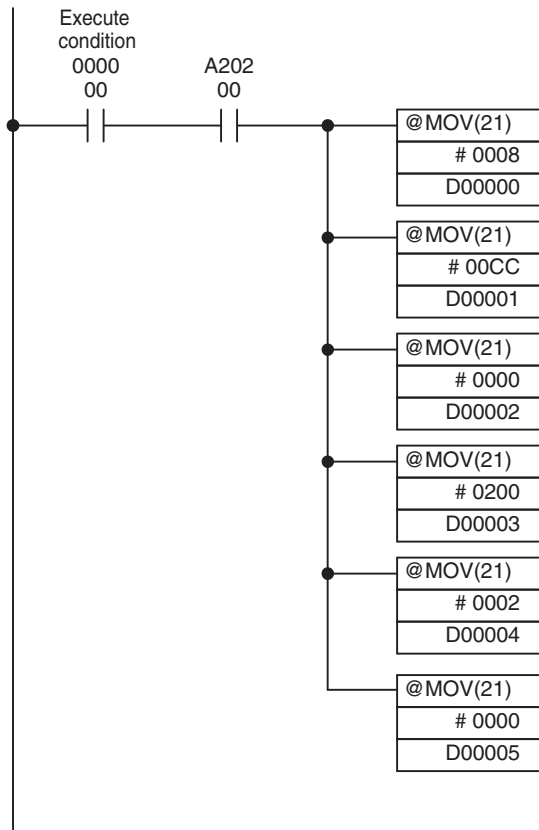 Execute
condition
0000
00
A202
00
@MOV(21)
# 0008
D00000
@MOV(21)
# 00CC
D00001
@MOV(21)
# 0000
D00002
@MOV(21)
# 0200
D00003
@MOV(21)
# 0002
D00004
@MOV(21)
# 0000
D00005